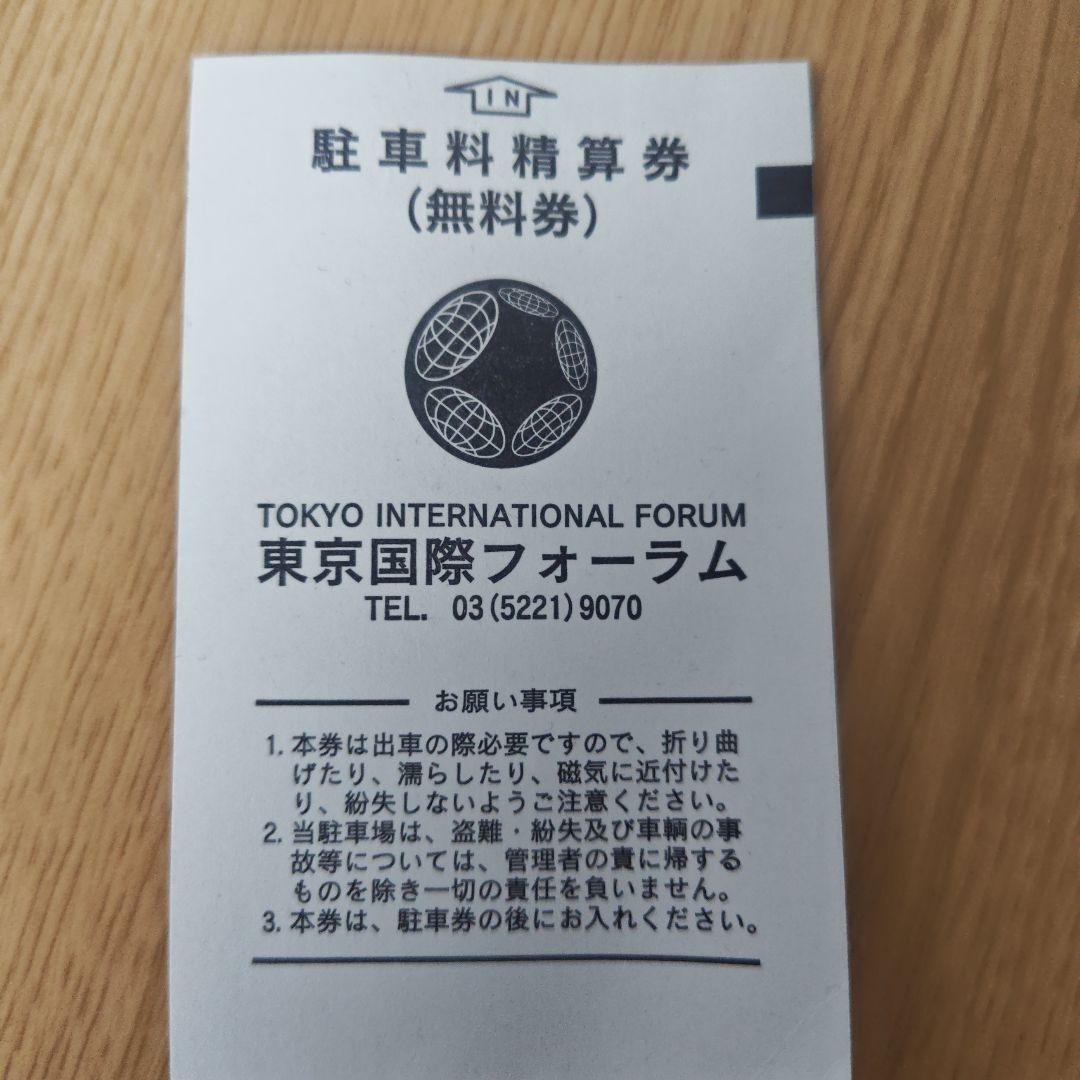 IN
駐車料精算券
(無料券)
TOKYO INTERNATIONAL FORUM
東京国際フォーラム
TEL. 03(5221)9070
お願い事項
1. 本券は出車の際必要ですので、折り曲
げたり、濡らしたり、磁気に近付けた
り、紛失しないようご注意ください。
2. 当駐車場は、盗難・紛失及び車輌の事
故等については、管理者の責に帰する
ものを除き一切の責任を負いません。
3. 本券は、駐車券の後にお入れください。